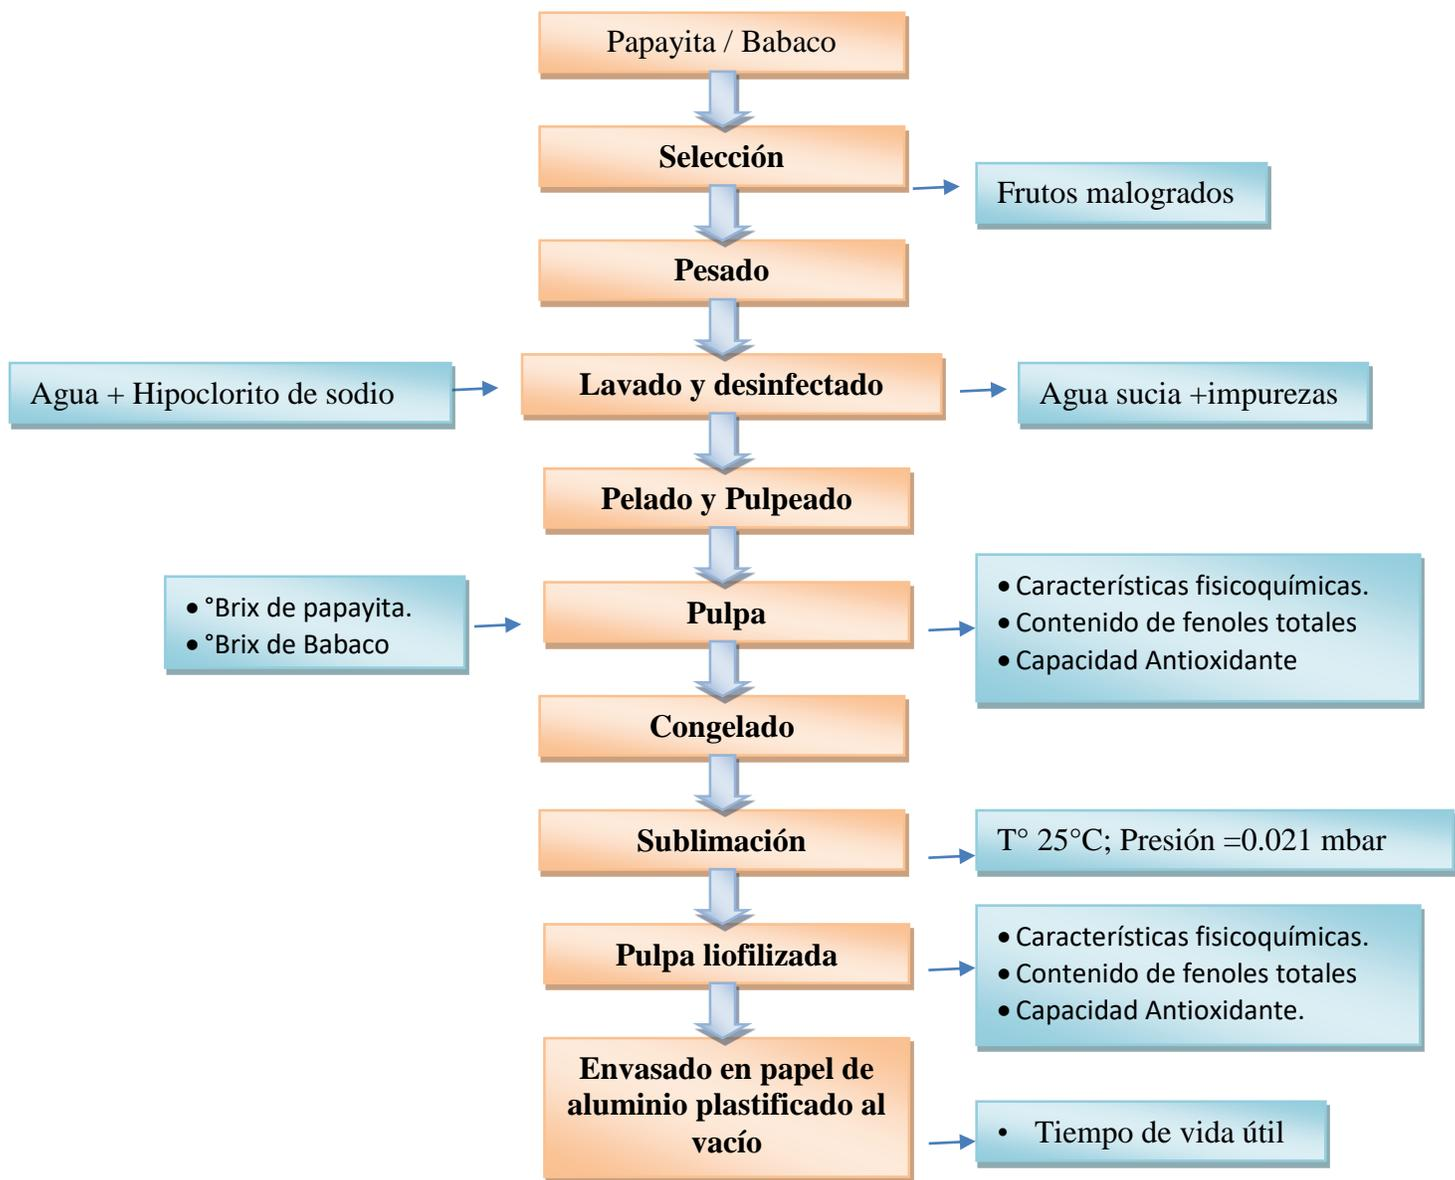 Papayita / Babaco
Selección
Frutos malogrados
Pesado
Agua + Hipoclorito de sodio
Lavado y desinfectado
Agua sucia +impurezas
Pelado y Pulpeado
• °Brix de papayita.
• °Brix de Babaco
Pulpa
• Características fisicoquímicas.
• Contenido de fenoles totales
• Capacidad Antioxidante
Congelado
Sublimación
T° 25°C; Presión =0.021 mbar
Pulpa liofilizada
• Características fisicoquímicas.
• Contenido de fenoles totales
• Capacidad Antioxidante.
Envasado en papel de
aluminio plastificado al
vacío
• Tiempo de vida útil